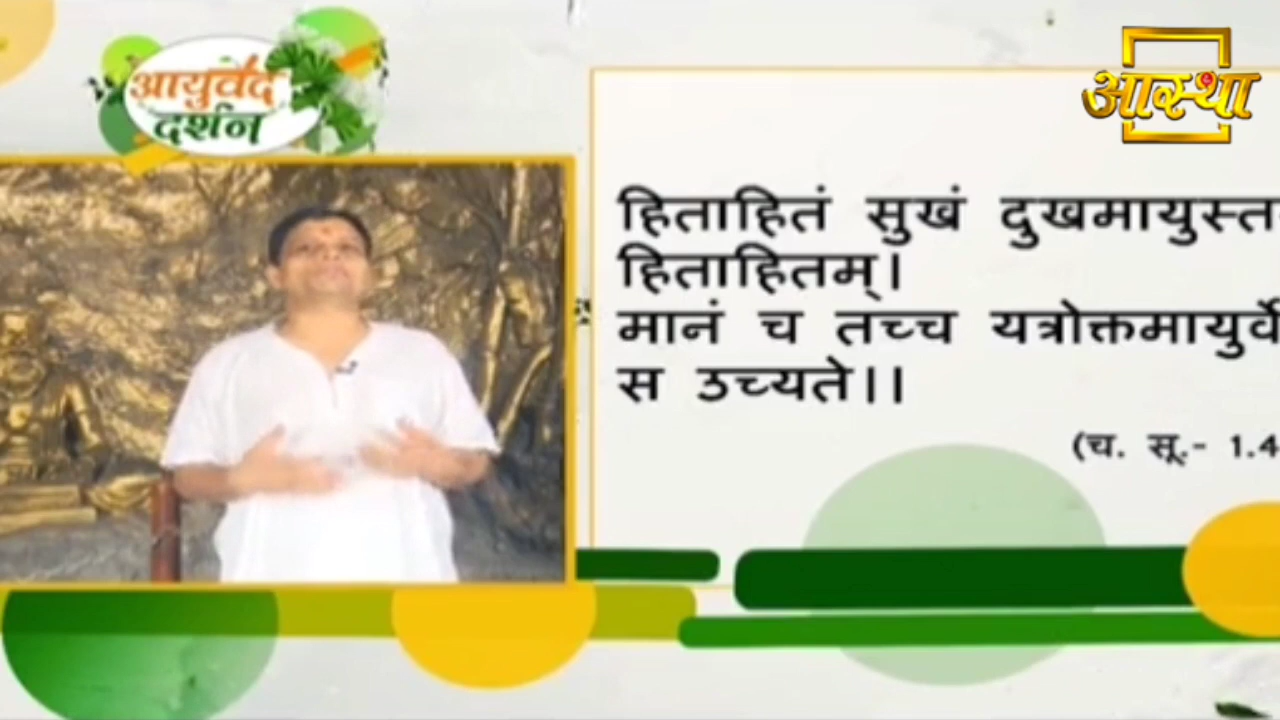 आयुर्वेद
दर्शन
आस्था
हिताहितं सुखं दुखमायुस्त
हिताहितम्।
मानं च तच्च यत्रोक्तमायुर्वे
स उच्यते।।
(च. सू.- 1.4